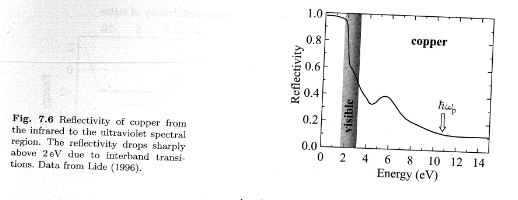 Fig. 7.6 Reflectivity of copper from
the infrared to the ultraviolet spectral
region. The reflectivity drops sharply
above 2 eV due to interband transi-
tions. Data from Lide (1996).
copper
1.0
0.8
0.6
0.4
0.2
0.0
Reflectivity
visible
ħωp
0 2 4 6 8 10 12 14
Energy (eV)